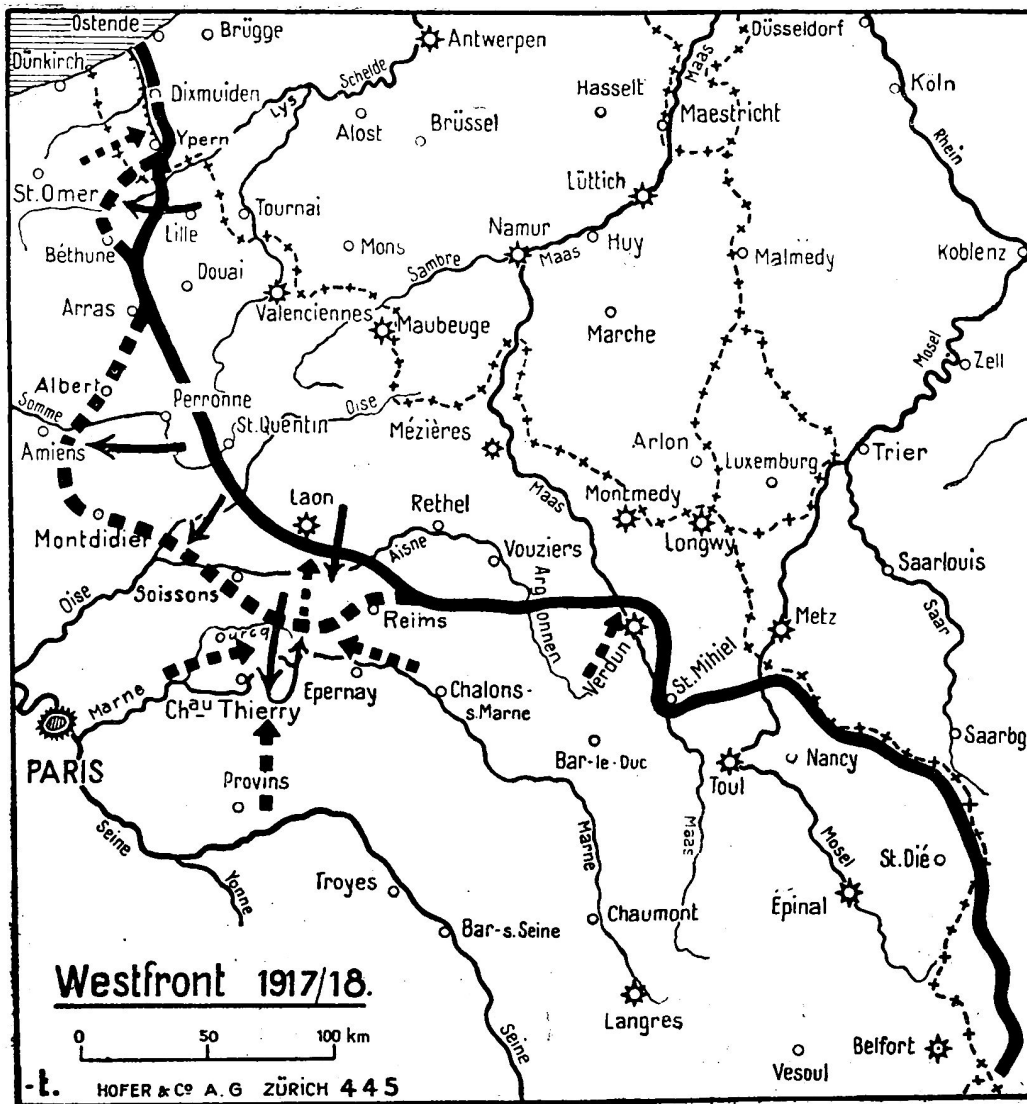 Ostende
Brügge
Dünkirch
Antwerpen
Schelde
Düsseldorf
Maas
Köln
Hasselt
Maestricht
Dixmuiden
Lys
Alost
Brüssel
Rhein
Ypern
St. Omer
Lüttich
Tournai
Lille
Namur
Huy
Maas
Béthune
Mons
Sambre
Malmedy
Koblenz
Douai
Arras
Valenciennes
Maubeuge
Marche
Mosel
Zell
Albert
Perronne
Oise
Somme
St. Quentin
Mézières
Amiens
Arlon
Luxemburg
Trier
Laon
Rethel
Maas
Montmedy
Longwy
Montdidier
Aisne
Vouziers
Saarlouis
Oise
Soissons
Argonnen
Saar
Ourcq
Reims
Verdun
Metz
Marne
Epernay
St. Mihiel
Chau Thierry
Chalons-
s. Marne
PARIS
Bar-le-Duc
Nancy
Saarbg
Provins
Toul
Seine
Marne
Maas
Mosel
St. Dié
Yonne
Troyes
Épinal
Bar-s. Seine
Chaumont
Westfront 1917/18.
Langres
Seine
Belfort
Vesoul
0 50 100 km
-t. HOFER & Co A.G ZÜRICH 445